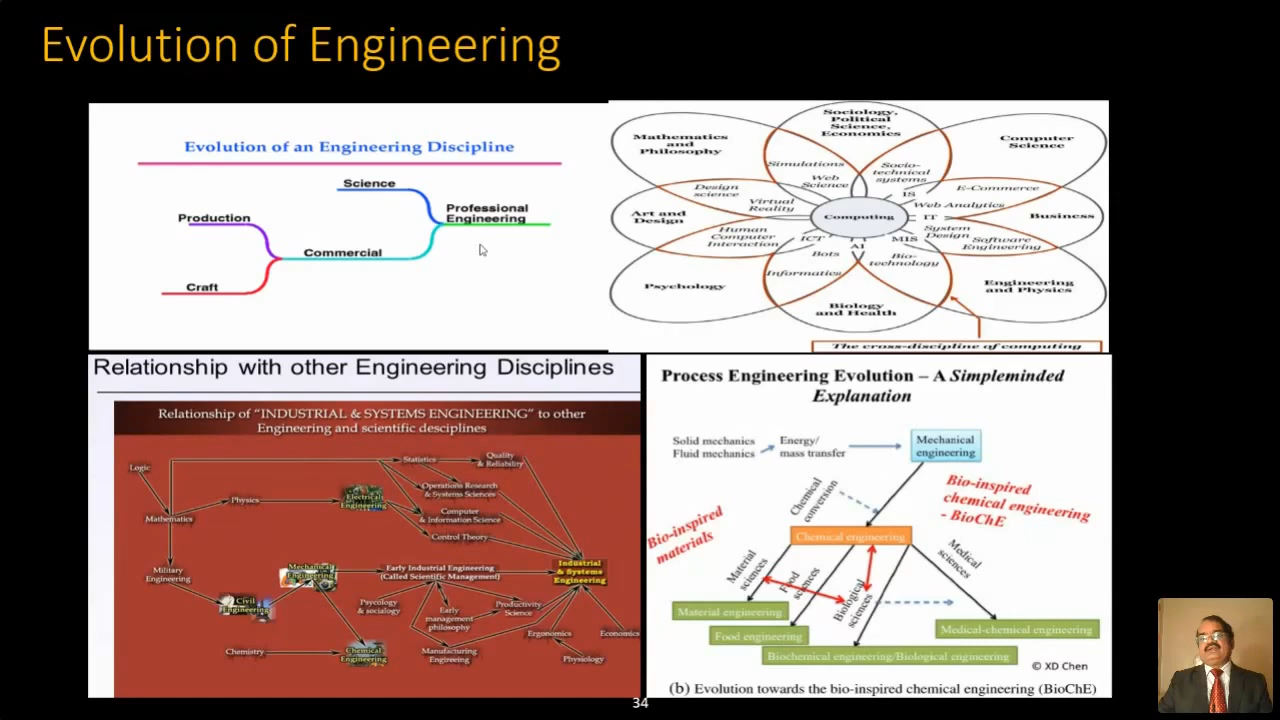 Evolution of Engineering
Evolution of an Engineering Discipline
Science
Production
Professional
Engineering
Commercial
Craft
Sociology,
Political
Science,
Economics
Mathematics
and
Philosophy
Computer
Science
Simulations
Web
Science
Socio-
technical
systems
IS
Design
science
Virtual
Reality
E-Commerce
Web Analytics
Art and
Design
Computing
IT
Business
Human
Computer
Interaction
System
Design
Software
Engineering
ICT
AI
MIS
Bots
Bio-
technology
Informatics
Psychology
Engineering
and Physics
Biology
and Health
The cross-discipline of computing
Relationship with other Engineering Disciplines
Relationship of "INDUSTRIAL & SYSTEMS ENGINEERING" to other
Engineering and scientific desciplines
Logic
Statistics
Quality
& Reliability
Operations Research
& Systems Sciences
Physics
Electrical
Engineering
Mathematics
Computer
& Information Science
Control Theory
Military
Engineering
Mechanical
Engineering
Early Industrial Engineering
(Called Scientific Management)
Industrial
& Systems
Engineering
Civil
Engineering
Psycology
& socialogy
Early
management
philosophy
Productivity
Science
Ergonomics
Economics
Chemistry
Chemical
Engineering
Manufacturing
Engineeing
Physiology
Process Engineering Evolution – A Simpleminded
Explanation
Solid mechanics
Fluid mechanics
Energy/
mass transfer
Mechanical
engineering
Chemical
conversion
Bio-inspired
chemical engineering
- BioChE
Bio-inspired
materials
Chemical engineering
Material
sciences
Food
sciences
Biological
sciences
Medical
sciences
Material engineering
Food engineering
Medical-chemical engineering
Biochemical engineering/Biological engineering
© XD Chen
(b) Evolution towards the bio-inspired chemical engineering (BioChE)
34